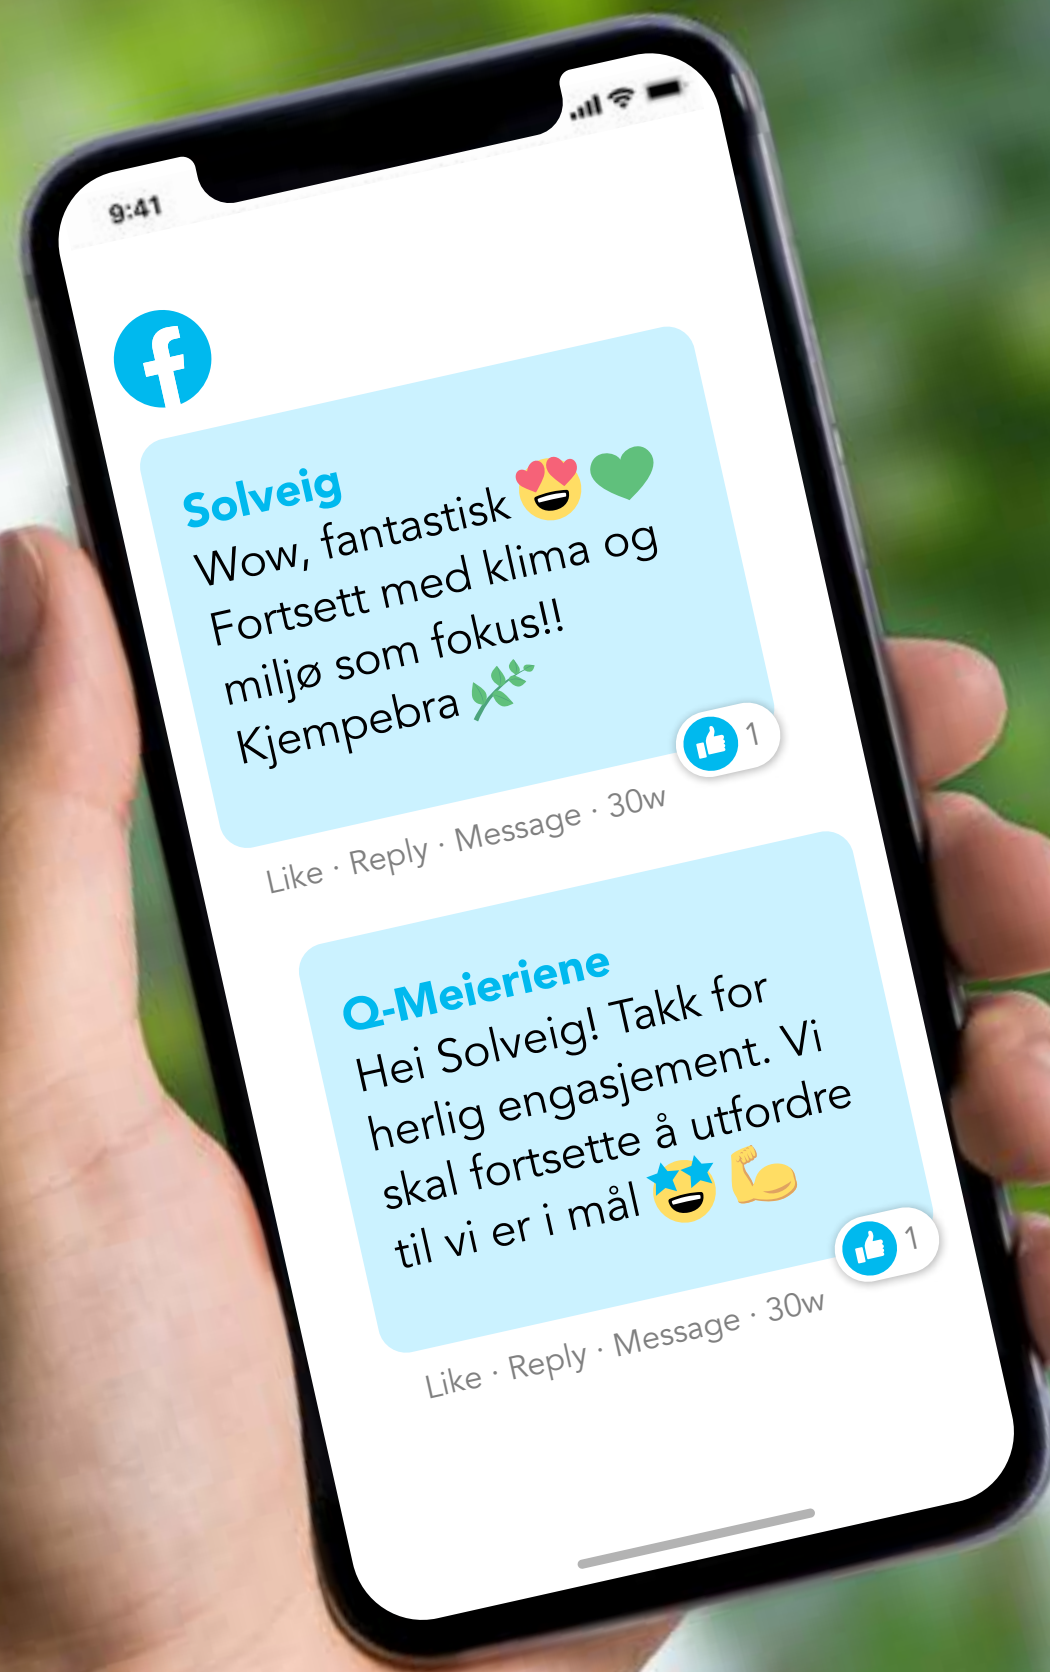 9:41
Solveig
Wow, fantastisk 😍💚
Fortsett med klima og
miljø som fokus!!
Kjempebra 🌿
1
Like · Reply · Message · 30w
Q-Meieriene
Hei Solveig! Takk for
herlig engasjement. Vi
skal fortsette å utfordre
til vi er i mål 🤩💪
1
Like · Reply · Message · 30w